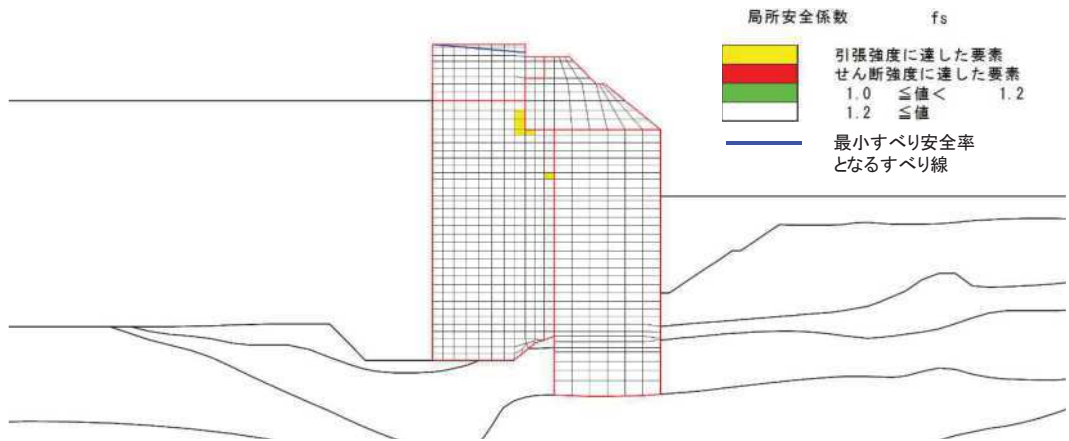 局所安全係数 fs
引張強度に達した要素
せん断強度に達した要素
1.0 ≦値< 1.2
1.2 ≦値
最小すべり安全率
となるすべり線